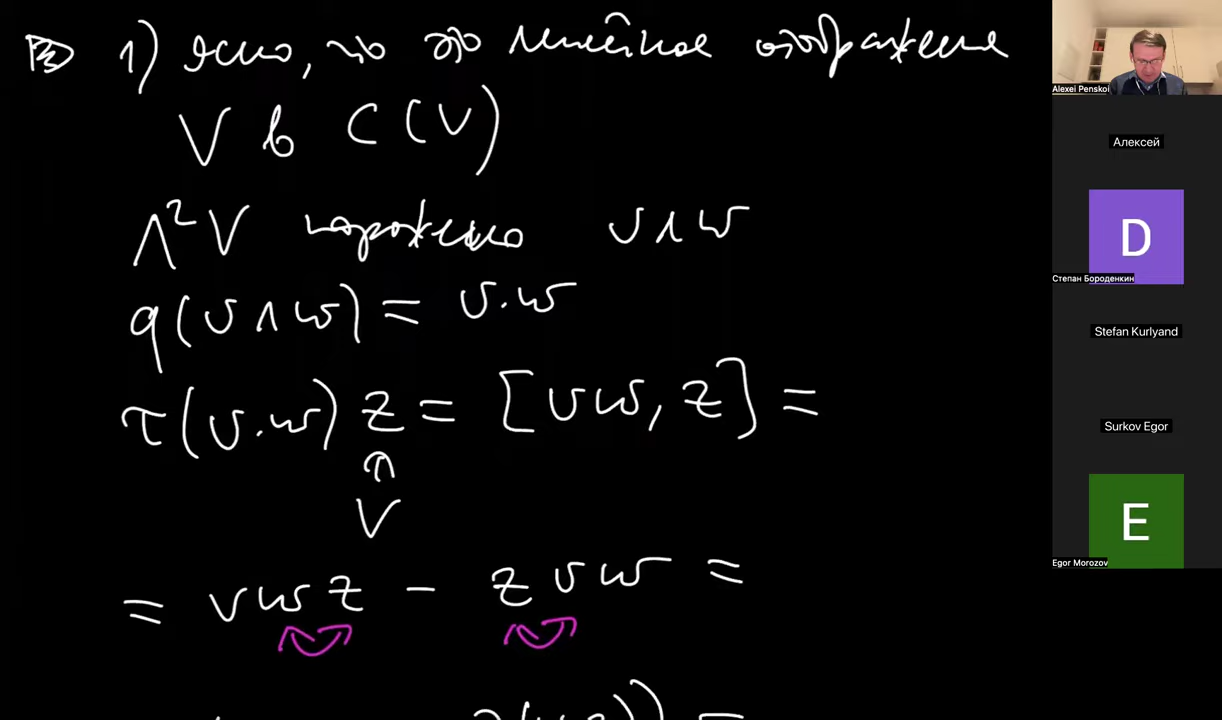 1) Ясно, что это линейное отображение
V в C(V)
Λ²V порождено v∧w
q(v∧w) = v·w
τ(v·w) z = [vw, z] =
⇑
V
= vwz − zvw =
Alexei Penskoi
Алексей
D
Степан Бороденкин
Stefan Kurlyand
Surkov Egor
E
Egor Morozov